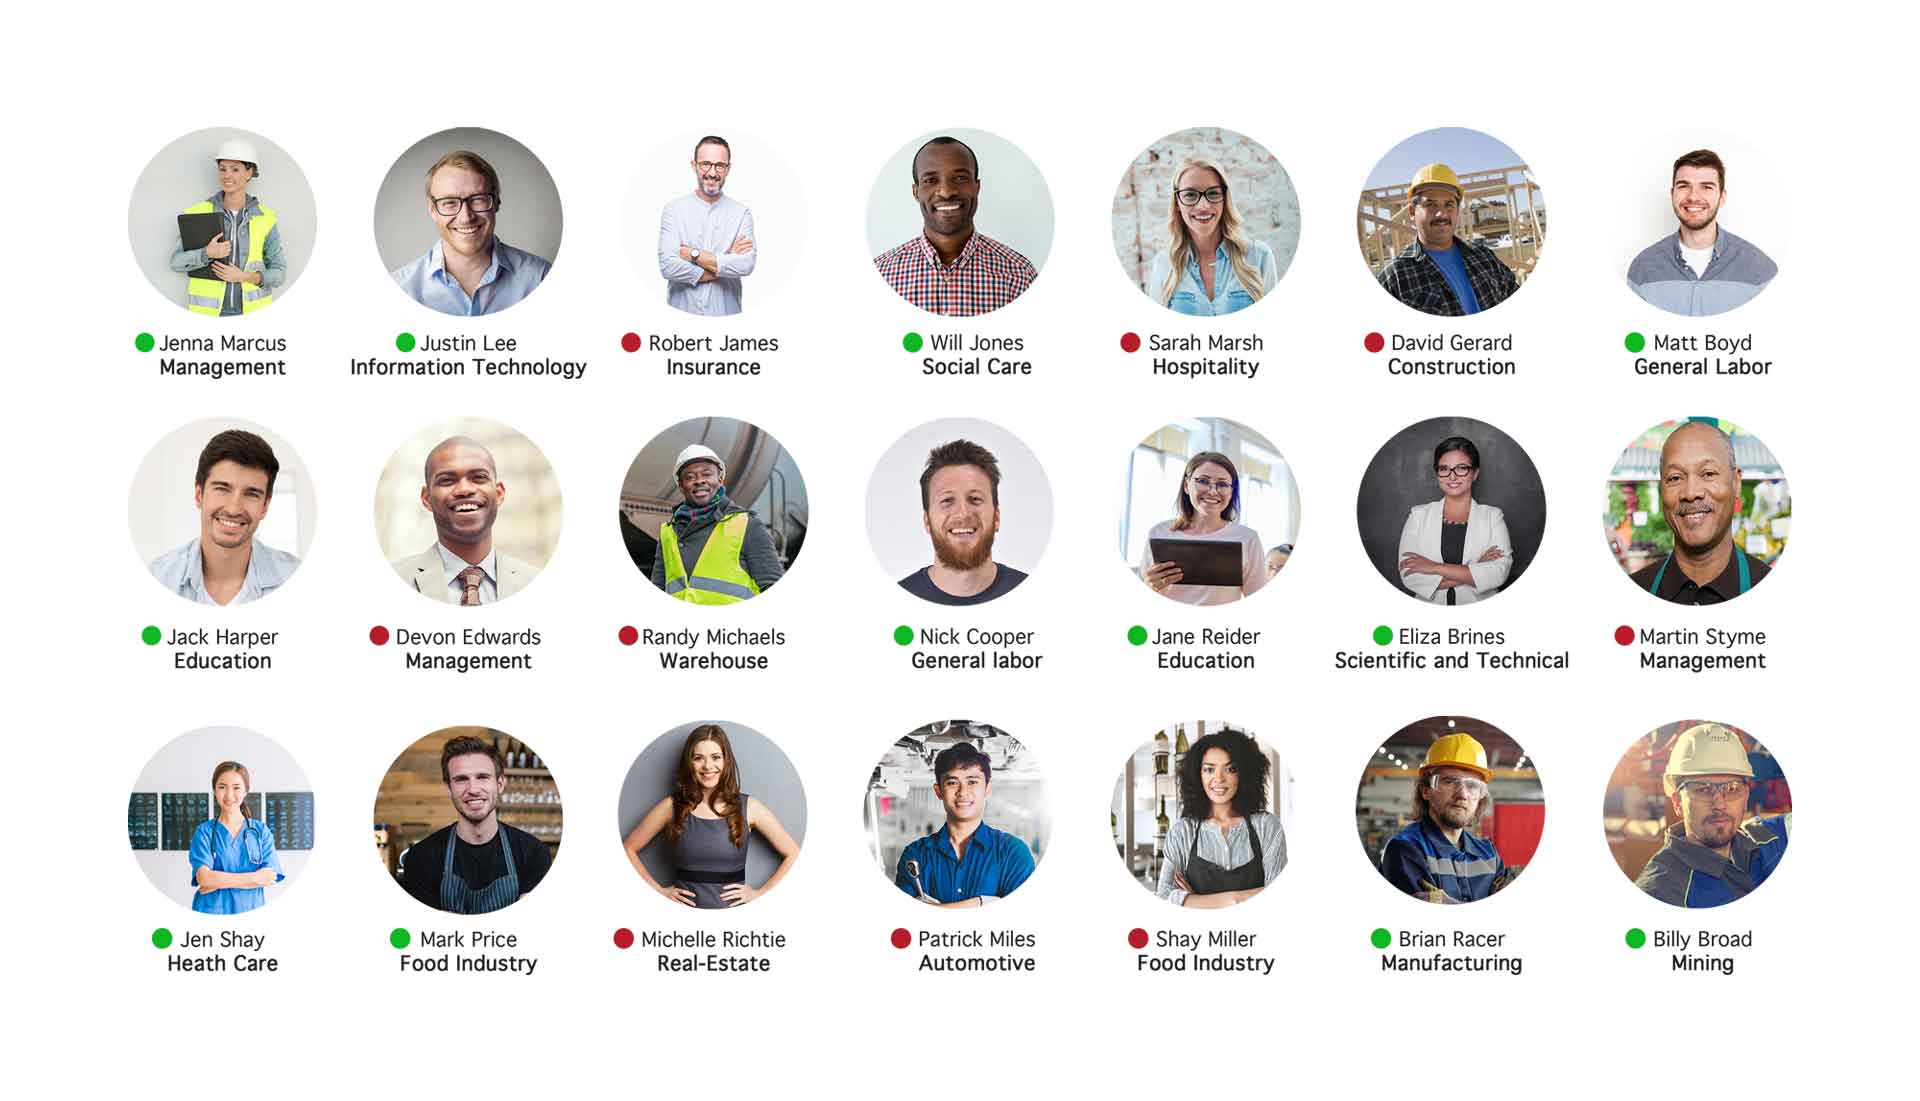 Jenna Marcus
Management
Justin Lee
Information Technology
Robert James
Insurance
Will Jones
Social Care
Sarah Marsh
Hospitality
David Gerard
Construction
Matt Boyd
General Labor
Jack Harper
Education
Devon Edwards
Management
Randy Michaels
Warehouse
Nick Cooper
General labor
Jane Reider
Education
Eliza Brines
Scientific and Technical
Martin Styme
Management
Jen Shay
Heath Care
Mark Price
Food Industry
Michelle Richtie
Real-Estate
Patrick Miles
Automotive
Shay Miller
Food Industry
Brian Racer
Manufacturing
Billy Broad
Mining